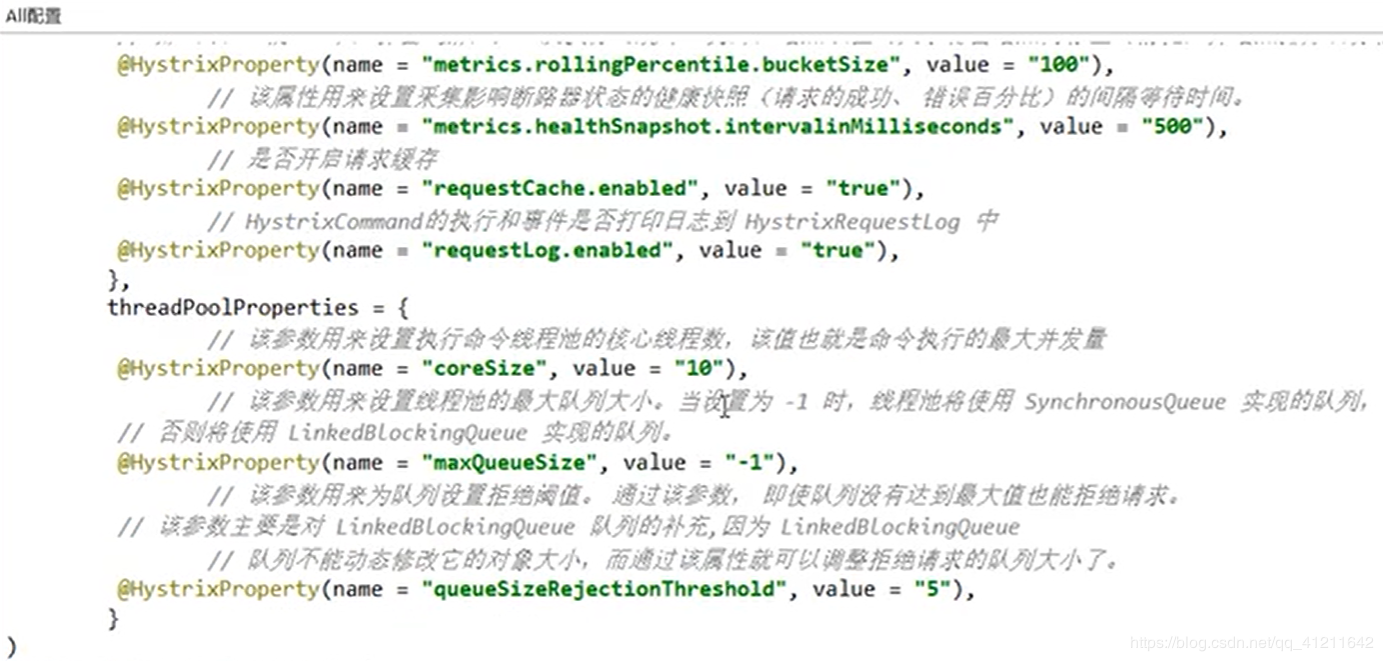 All配置
@HystrixProperty(name = "metrics.rollingPercentile.bucketSize", value = "100"),
// 该属性用来设置采集影响断路器状态的健康快照（请求的成功、 错误百分比）的间隔等待时间。
@HystrixProperty(name = "metrics.healthSnapshot.intervalinMilliseconds", value = "500"),
// 是否开启请求缓存
@HystrixProperty(name = "requestCache.enabled", value = "true"),
// HystrixCommand的执行和事件是否打印日志到 HystrixRequestLog 中
@HystrixProperty(name = "requestLog.enabled", value = "true"),
},
threadPoolProperties = {
// 该参数用来设置执行命令线程池的核心线程数，该值也就是命令执行的最大并发量
@HystrixProperty(name = "coreSize", value = "10"),
// 该参数用来设置线程池的最大队列大小。当设置为 -1 时，线程池将使用 SynchronousQueue 实现的队列，
// 否则将使用 LinkedBlockingQueue 实现的队列。
@HystrixProperty(name = "maxQueueSize", value = "-1"),
// 该参数用来为队列设置拒绝阈值。 通过该参数， 即使队列没有达到最大值也能拒绝请求。
// 该参数主要是对 LinkedBlockingQueue 队列的补充,因为 LinkedBlockingQueue
// 队列不能动态修改它的对象大小，而通过该属性就可以调整拒绝请求的队列大小了。
@HystrixProperty(name = "queueSizeRejectionThreshold", value = "5"),
}
)
https://blog.csdn.net/qq_41211642